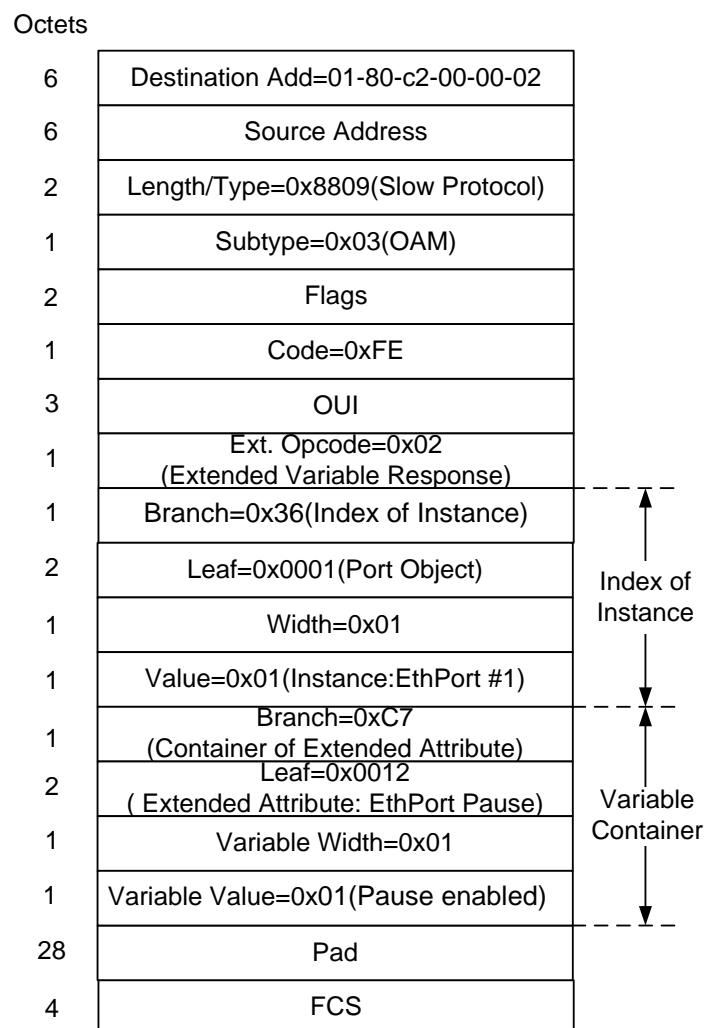 Octets
6 Destination Add=01-80-c2-00-00-02
6 Source Address
2 Length/Type=0x8809(Slow Protocol)
1 Subtype=0x03(OAM)
2 Flags
1 Code=0xFE
3 OUI
1 Ext. Opcode=0x02
(Extended Variable Response)
1 Branch=0x36(Index of Instance)
2 Leaf=0x0001(Port Object)
1 Width=0x01
1 Value=0x01(Instance:EthPort #1)
Index of
Instance
1 Branch=0xC7
(Container of Extended Attribute)
2 Leaf=0x0012
( Extended Attribute: EthPort Pause)
1 Variable Width=0x01
1 Variable Value=0x01(Pause enabled)
Variable
Container
28 Pad
4 FCS